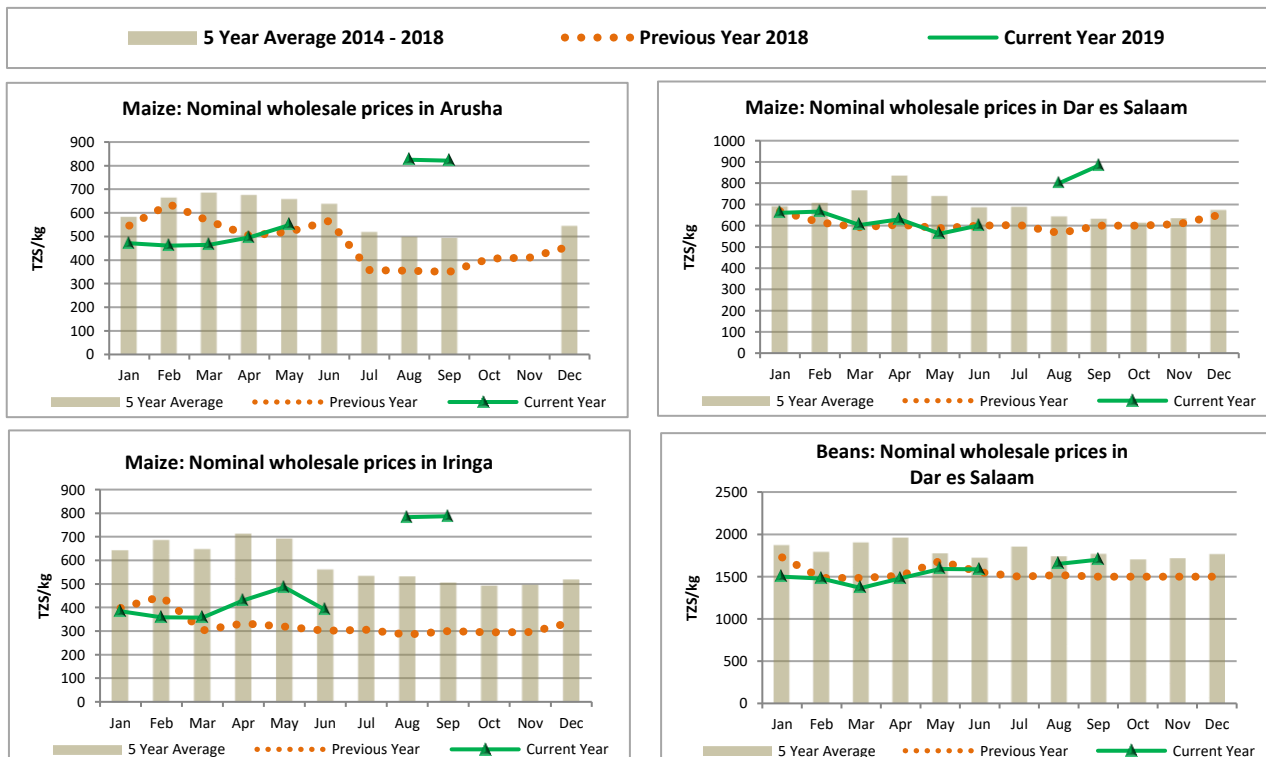 5 Year Average 2014 - 2018 Previous Year 2018 Current Year 2019
Maize: Nominal wholesale prices in Arusha
TZS/kg
900
800
700
600
500
400
300
200
100
0
Jan Feb Mar Apr May Jun Jul Aug Sep Oct Nov Dec
5 Year Average Previous Year Current Year
Maize: Nominal wholesale prices in Dar es Salaam
TZS/kg
1000
900
800
700
600
500
400
300
200
100
0
Jan Feb Mar Apr May Jun Jul Aug Sep Oct Nov Dec
5 Year Average Previous Year Current Year
Maize: Nominal wholesale prices in Iringa
TZS/kg
900
800
700
600
500
400
300
200
100
0
Jan Feb Mar Apr May Jun Jul Aug Sep Oct Nov Dec
5 Year Average Previous Year Current Year
Beans: Nominal wholesale prices in
Dar es Salaam
TZS/kg
2500
2000
1500
1000
500
0
Jan Feb Mar Apr May Jun Jul Aug Sep Oct Nov Dec
5 Year Average Previous Year Current Year